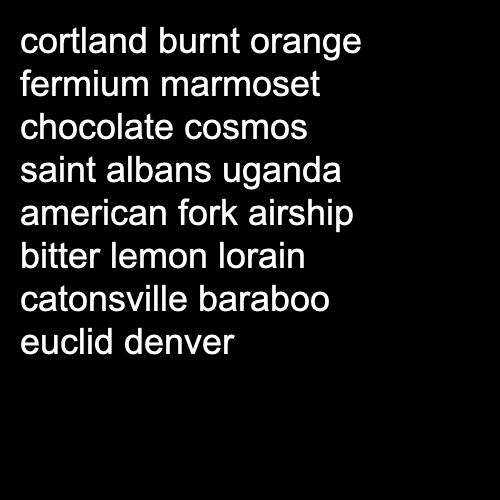 cortland burnt orange
fermium marmoset
chocolate cosmos
saint albans uganda
american fork airship
bitter lemon lorain
catonsville baraboo
euclid denver